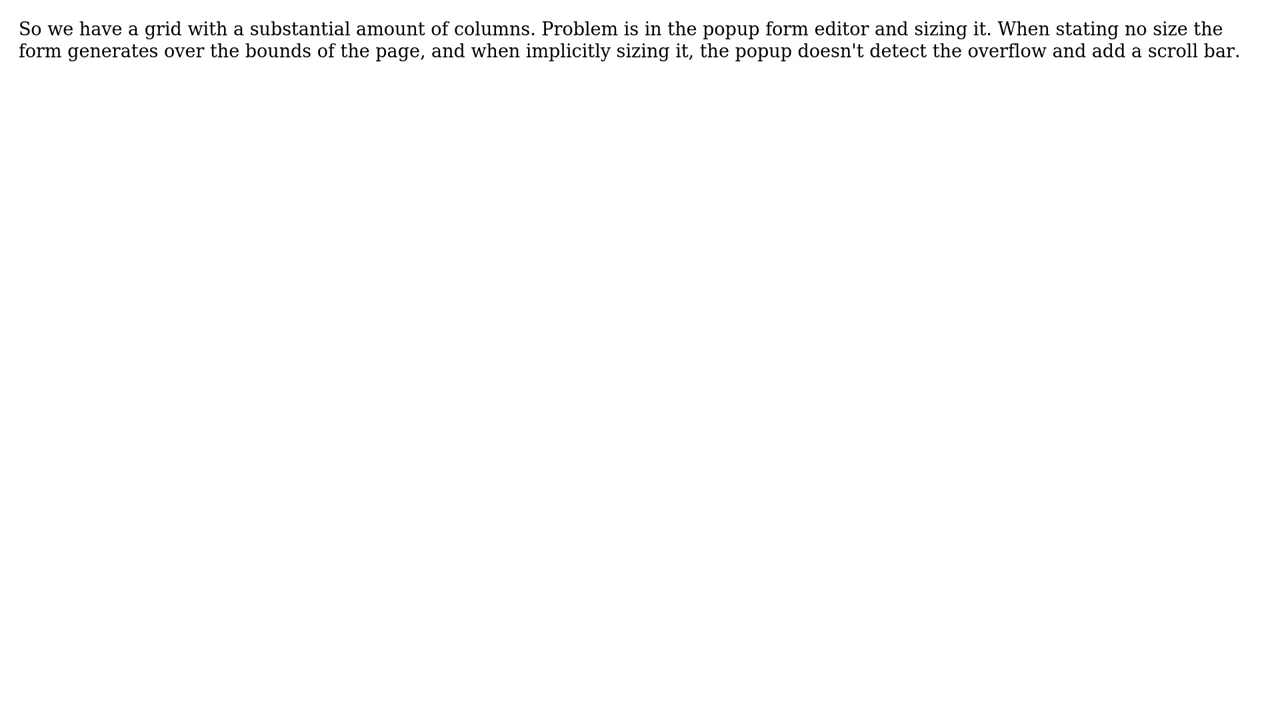 So we have a grid with a substantial amount of columns. Problem is in the popup form editor and sizing it. When stating no size the
form generates over the bounds of the page, and when implicitly sizing it, the popup doesn't detect the overflow and add a scroll bar.